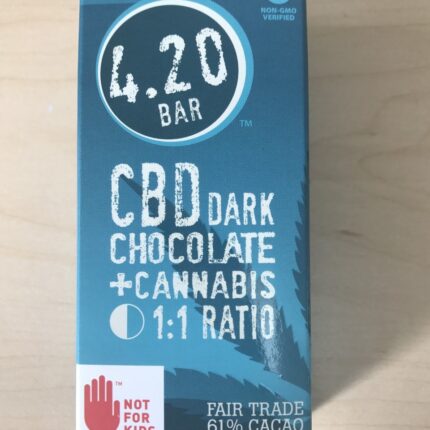 NON-GMO
VERIFIED
4.20
BAR
TM
CBD DARK
CHOCOLATE
+CANNABIS
1:1 RATIO
TM
NOT
FOR
KIDS
FAIR TRADE
61% CACAO